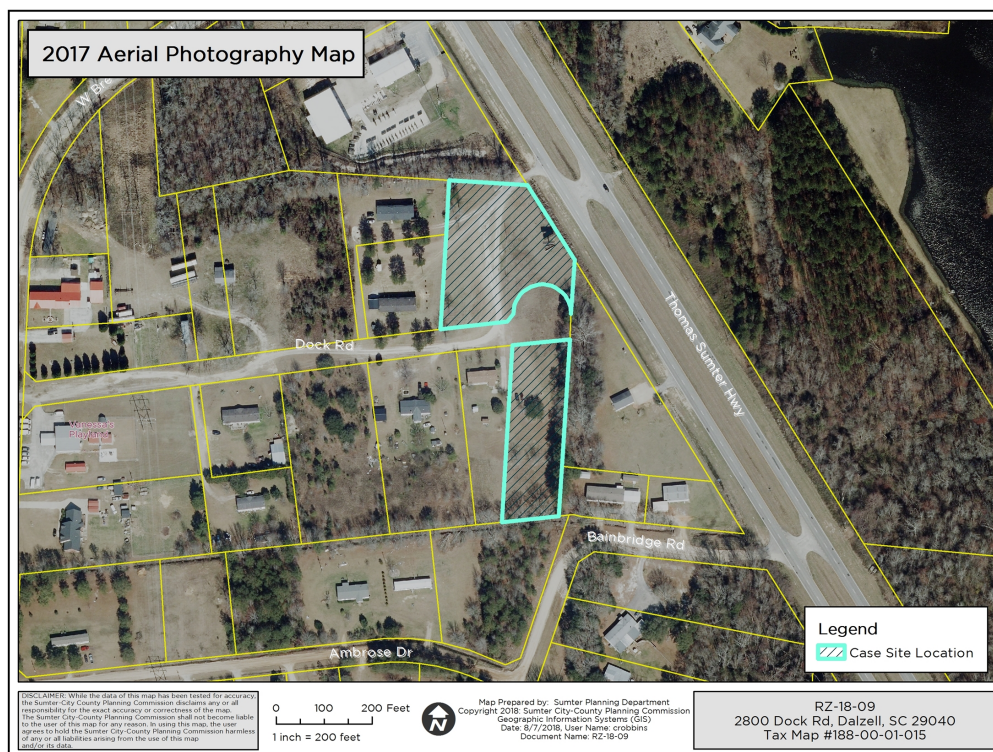 2017 Aerial Photography Map
W Bre
Dock Rd
Thomas Sumter Hwy
Vanessa's
Bainbridge Rd
Ambrose Dr
Legend
Case Site Location
DISCLAIMER: While the data of this map has been tested for accuracy,
the Sumter-City County Planning Commission disclaims any or all
responsibility for the exact accuracy or correctness of the map.
The Sumter City-County Planning Commission shall not become liable
to the user of this map for any reason. In using this map, the user
agrees to hold the Sumter City-County Planning Commission harmless
of any or all liabilities arising from the use of this map
and/or its data.
0 100 200 Feet
1 inch = 200 feet
N
Map Prepared by: Sumter Planning Department
Copyright 2018: Sumter City-County Planning Commission
Geographic Information Systems (GIS)
Date: 8/7/2018, User Name: crobbins
Document Name: RZ-18-09
RZ-18-09
2800 Dock Rd, Dalzell, SC 29040
Tax Map #188-00-01-015